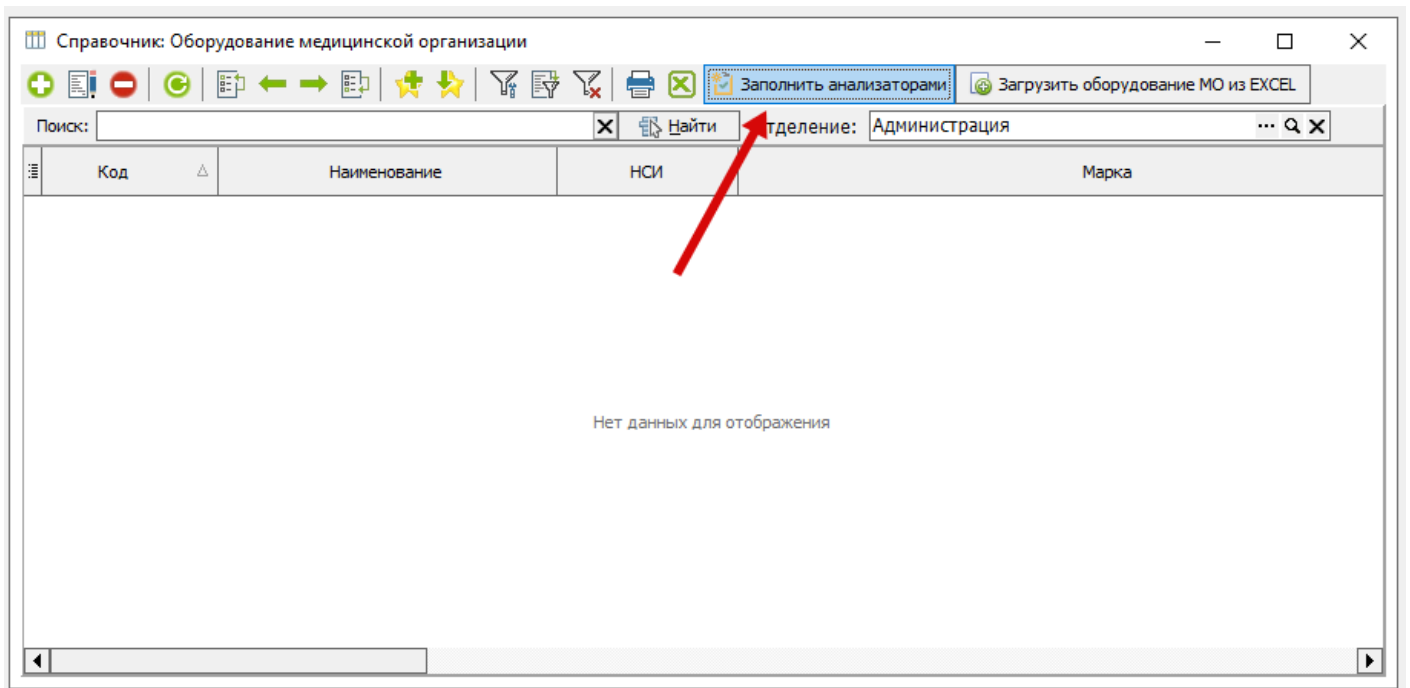 Справочник: Оборудование медицинской организации
Заполнить анализаторами Загрузить оборудование МО из EXCEL
Поиск: Найти тделение: Администрация
Код Наименование НСИ Марка
Нет данных для отображения